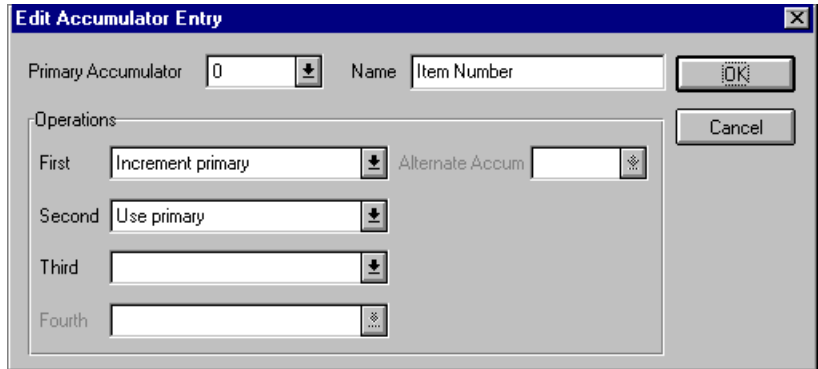 Edit Accumulator Entry
Primary Accumulator 0 Name Item Number OK
Operations Cancel
First Increment primary Alternate Accum
Second Use primary
Third
Fourth